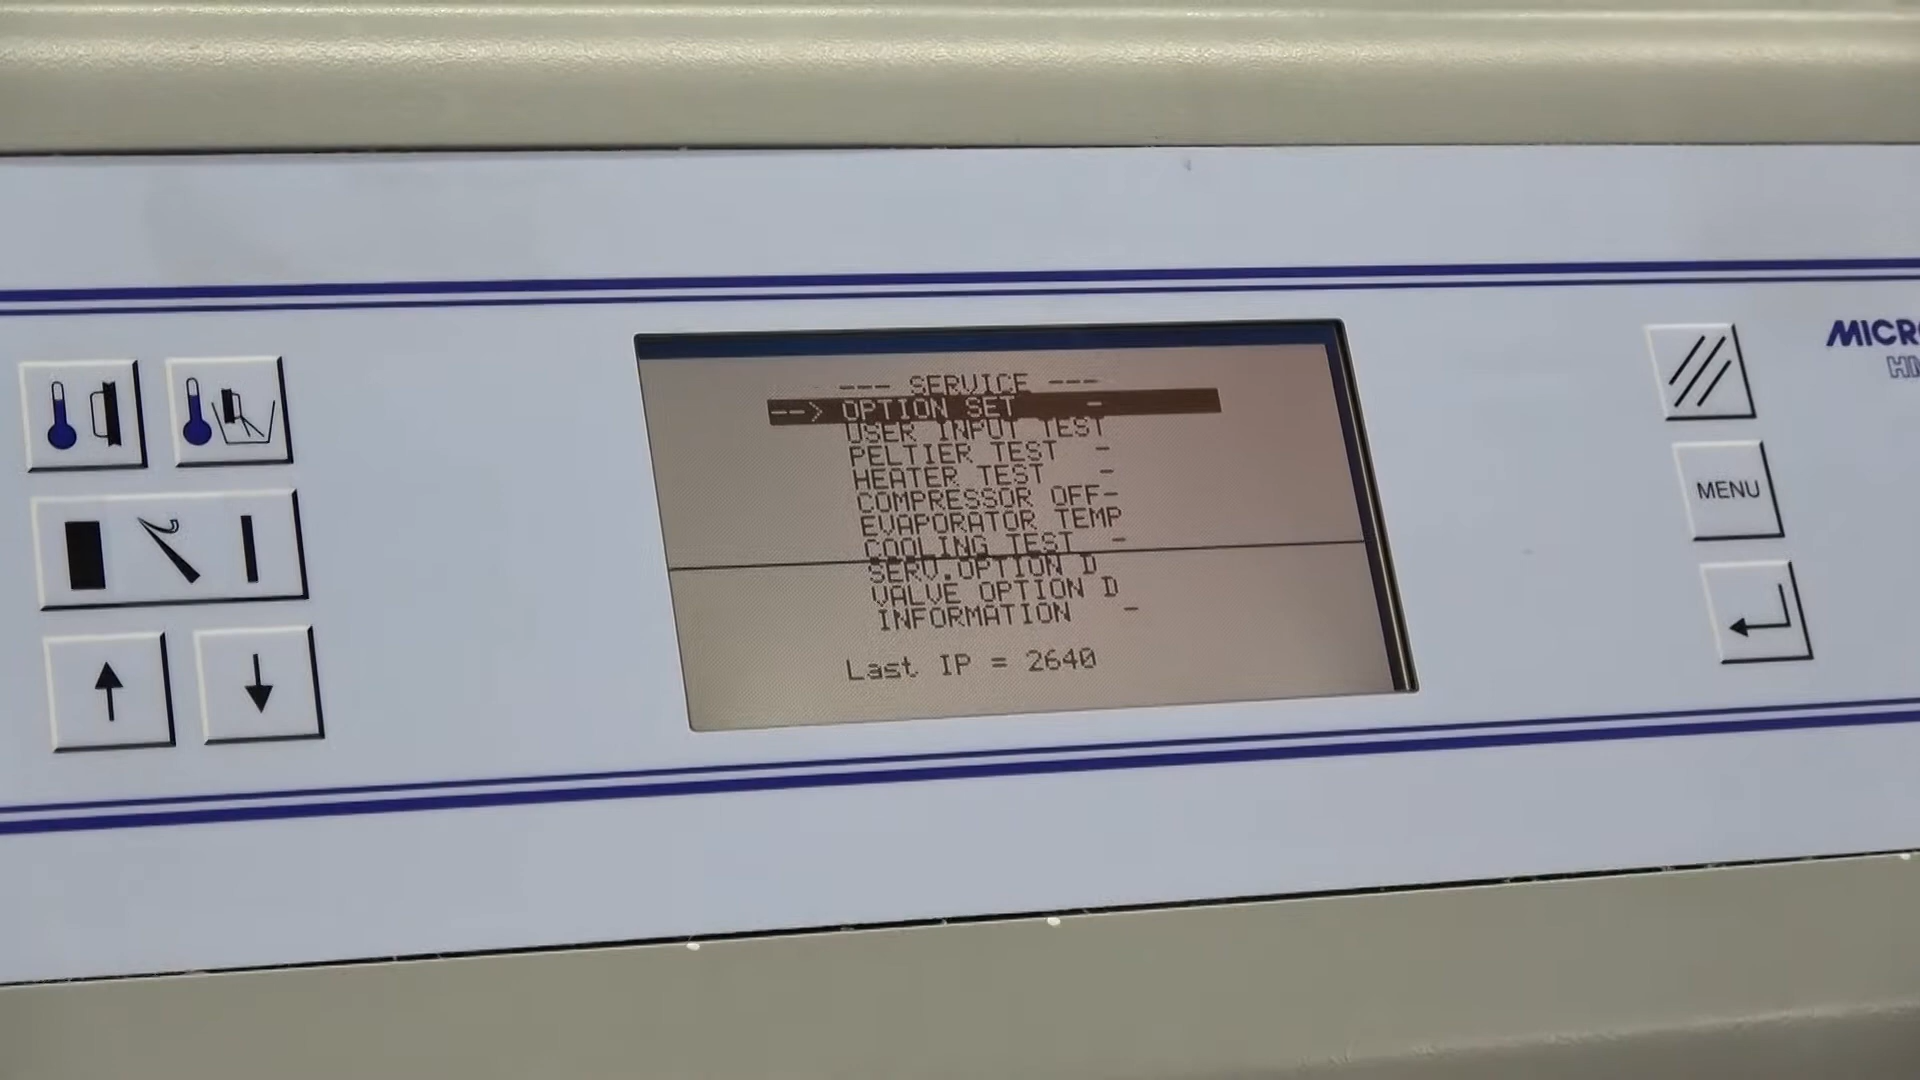 --- SERVICE ---
--> OPTION SET -
USER INPUT TEST
PELTIER TEST -
HEATER TEST -
COMPRESSOR OFF-
EVAPORATOR TEMP
COOLING TEST -
SERV.OPTION D
VALVE OPTION D
INFORMATION -
Last IP = 2640
MENU
MICR
HM